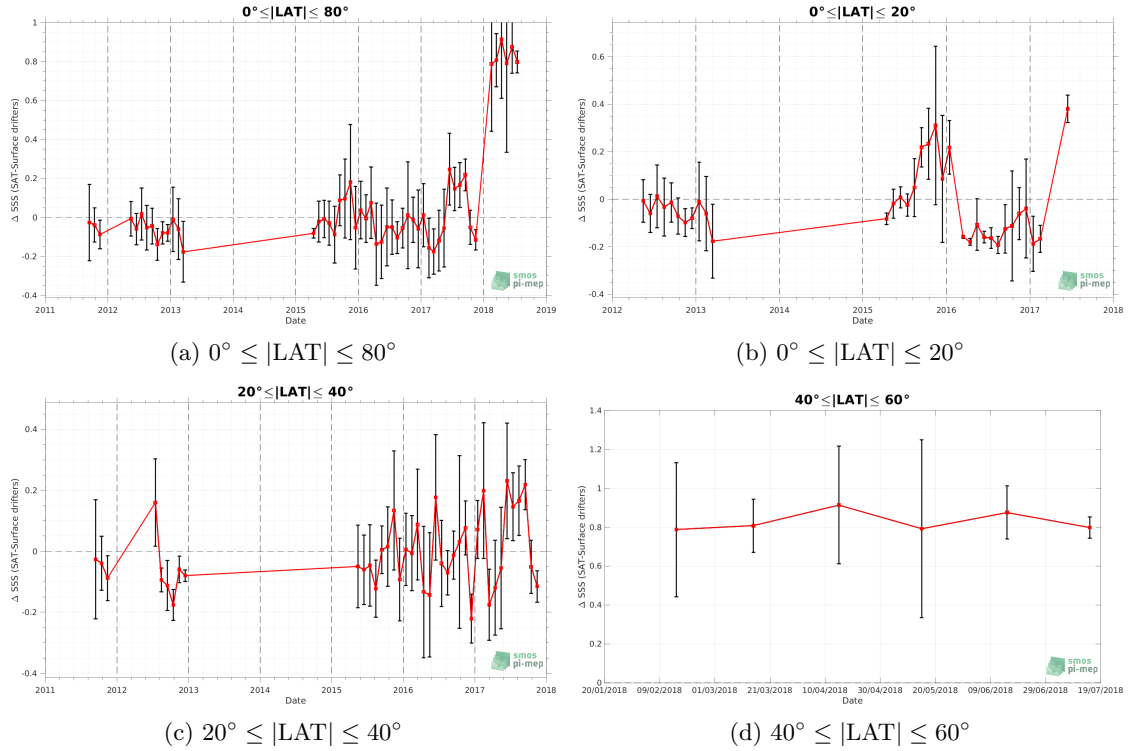 0°≤|LAT|≤ 80°
1
0.8
0.6
0.4
0.2
0
-0.2
-0.4
Δ SSS (SAT-Surface drifters)
2011 2012 2013 2014 2015 2016 2017 2018 2019
Date
smos
pi-mep
(a) 0° ≤ |LAT| ≤ 80°
0°≤|LAT|≤ 20°
0.6
0.4
0.2
0
-0.2
-0.4
Δ SSS (SAT-Surface drifters)
2012 2013 2014 2015 2016 2017 2018
Date
smos
pi-mep
(b) 0° ≤ |LAT| ≤ 20°
20°≤|LAT|≤ 40°
0.4
0.2
0
-0.2
-0.4
Δ SSS (SAT-Surface drifters)
2011 2012 2013 2014 2015 2016 2017 2018
Date
smos
pi-mep
(c) 20° ≤ |LAT| ≤ 40°
40°≤|LAT|≤ 60°
1.4
1.2
1
0.8
0.6
0.4
0.2
0
Δ SSS (SAT-Surface drifters)
20/01/2018 09/02/2018 01/03/2018 21/03/2018 10/04/2018 30/04/2018 20/05/2018 09/06/2018 29/06/2018 19/07/2018
Date
smos
pi-mep
(d) 40° ≤ |LAT| ≤ 60°